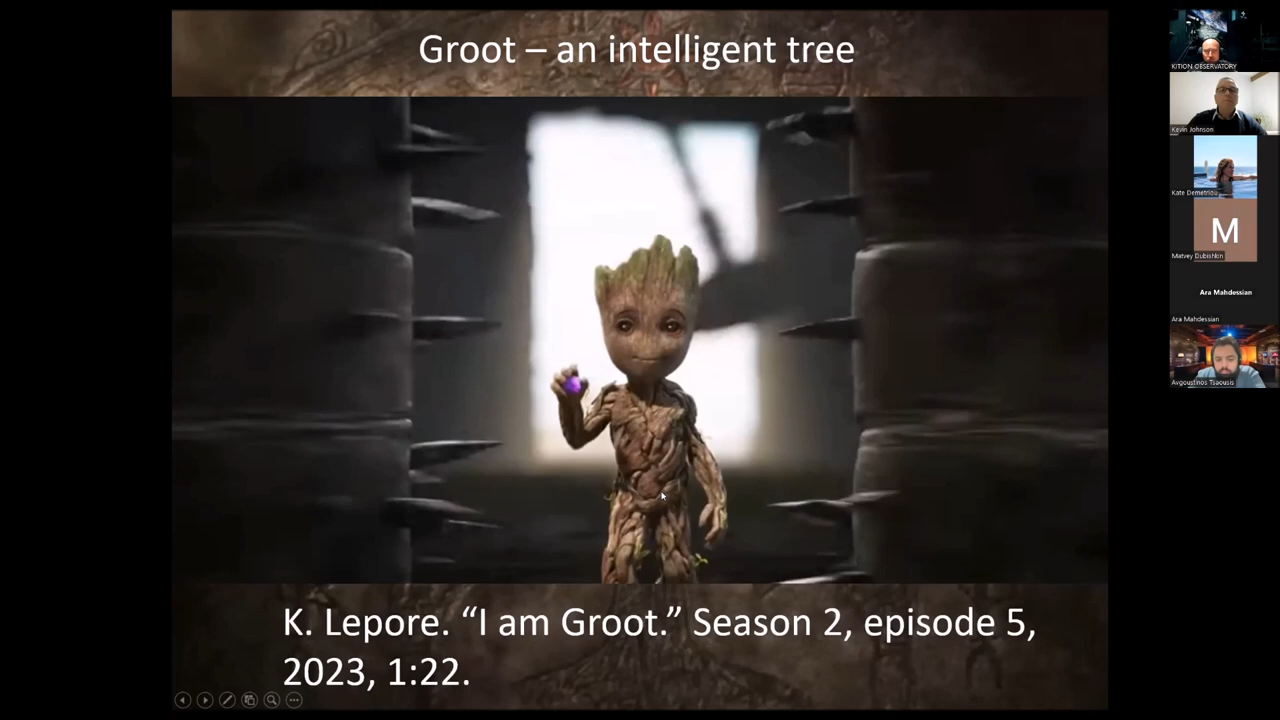 Groot – an intelligent tree
K. Lepore. “I am Groot.” Season 2, episode 5,
2023, 1:22.
KITION OBSERVATORY
Kevin Johnson
Kate Demetriou
M
Matvey Dubishkin
Ara Mahdessian
Ara Mahdessian
Avgoustinos Tsaousis